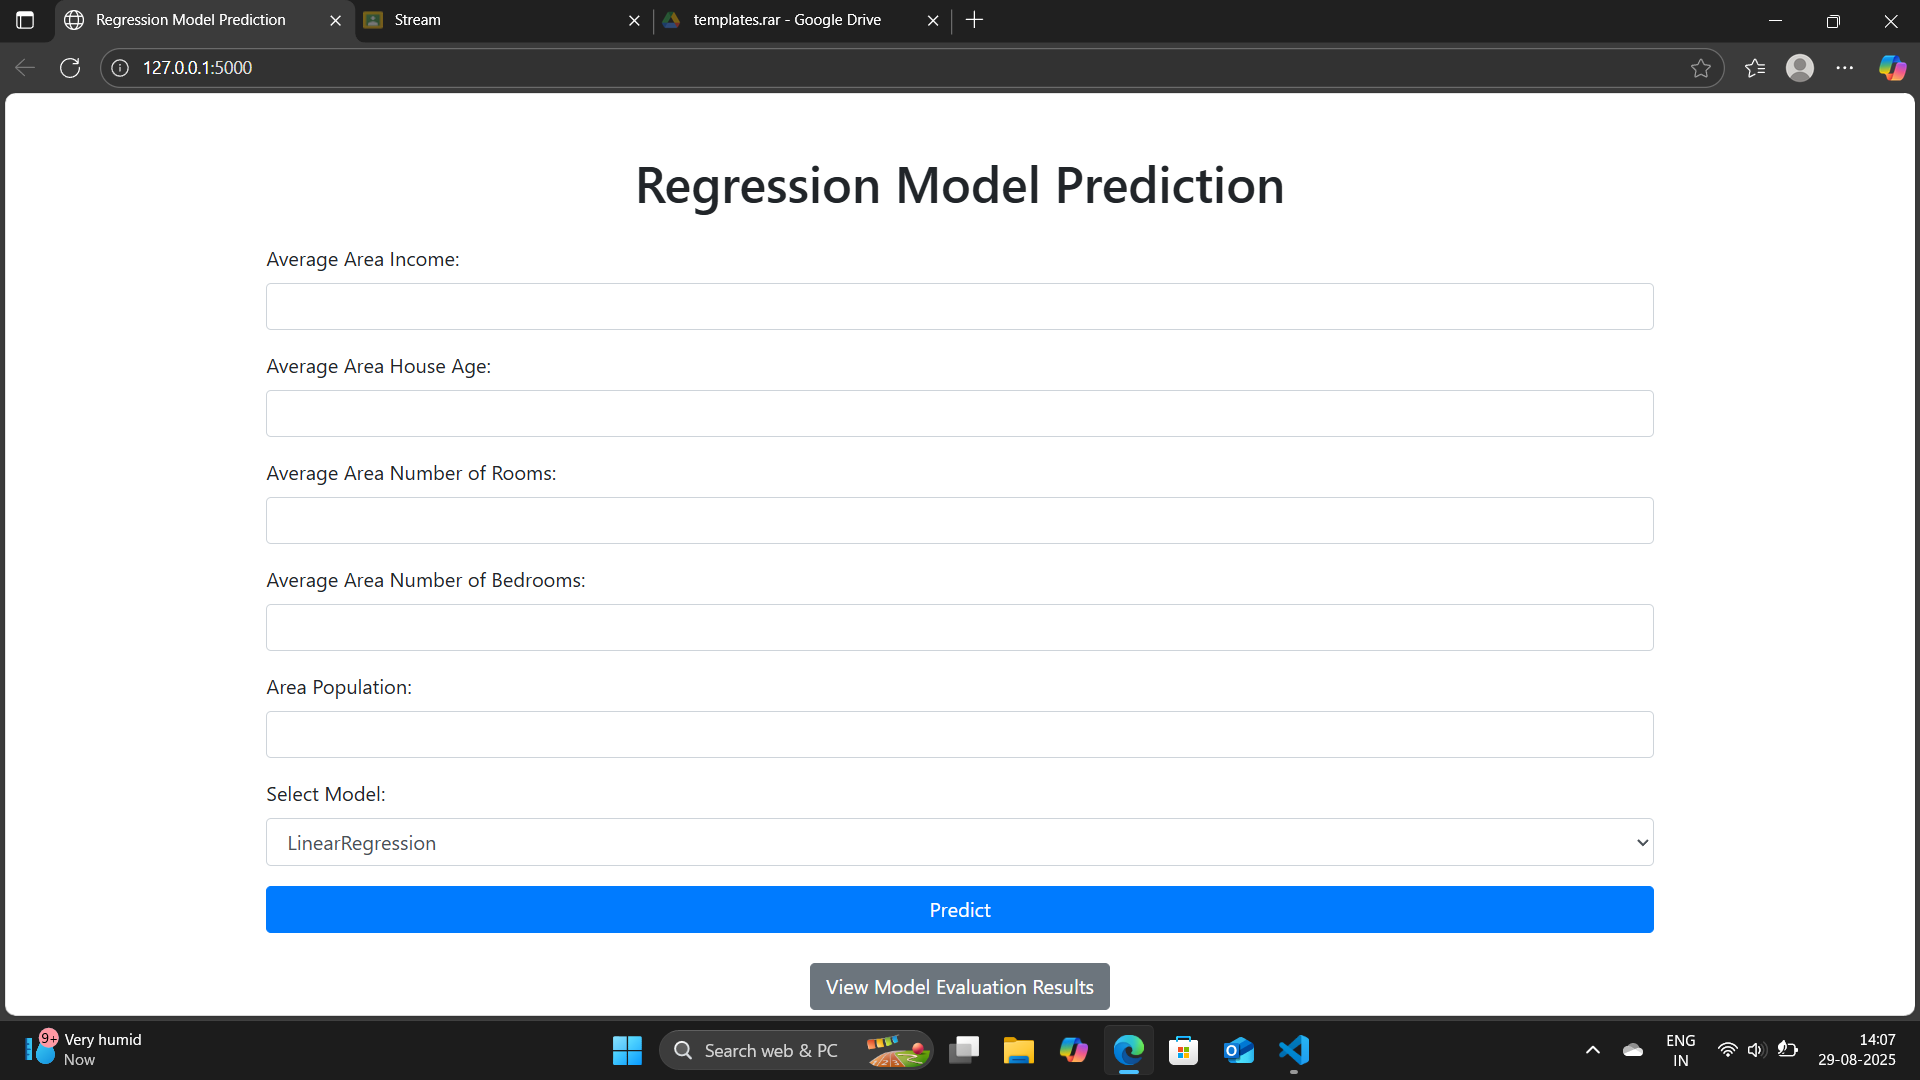 Regression Model Prediction
Stream
templates.rar - Google Drive
127.0.0.1:5000
Regression Model Prediction
Average Area Income:
Average Area House Age:
Average Area Number of Rooms:
Average Area Number of Bedrooms:
Area Population:
Select Model:
LinearRegression
Predict
View Model Evaluation Results
9+
Very humid
Now
Search web & PC
ENG
IN
14:07
29-08-2025